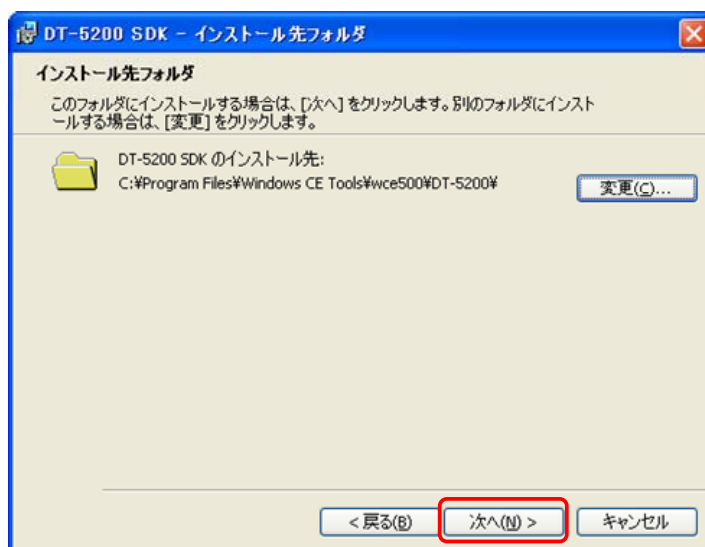 DT-5200 SDK - インストール先フォルダ
インストール先フォルダ
このフォルダにインストールする場合は、[次へ] をクリックします。別のフォルダにインスト
ールする場合は、[変更] をクリックします。
DT-5200 SDK のインストール先:
C:¥Program Files¥Windows CE Tools¥wce500¥DT-5200¥
変更(C)...
< 戻る(B)
次へ(N) >
キャンセル